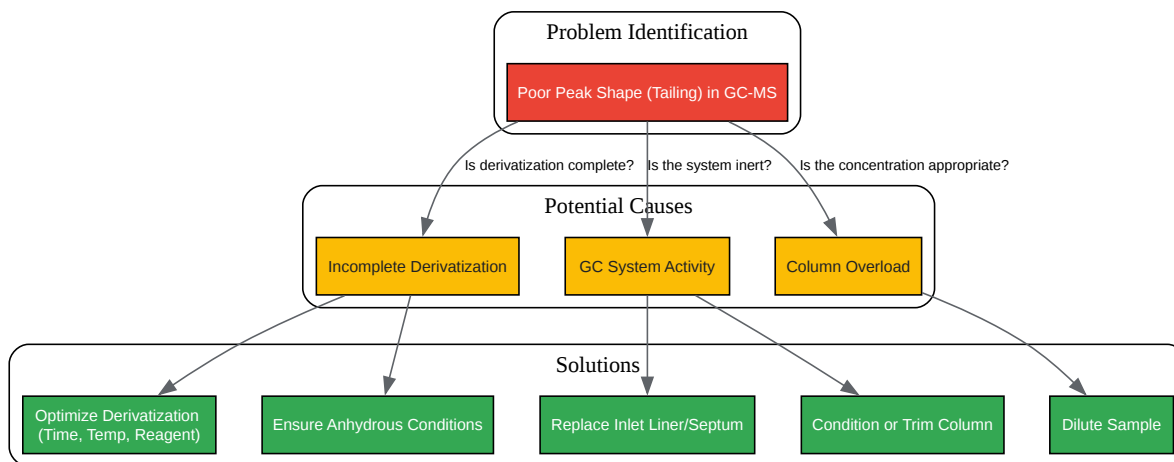 Problem Identification
Poor Peak Shape (Tailing) in GC-MS
Is derivatization complete?
Is the system inert?
Is the concentration appropriate?
Potential Causes
Incomplete Derivatization
GC System Activity
Column Overload
Solutions
Optimize Derivatization
(Time, Temp, Reagent)
Ensure Anhydrous Conditions
Replace Inlet Liner/Septum
Condition or Trim Column
Dilute Sample